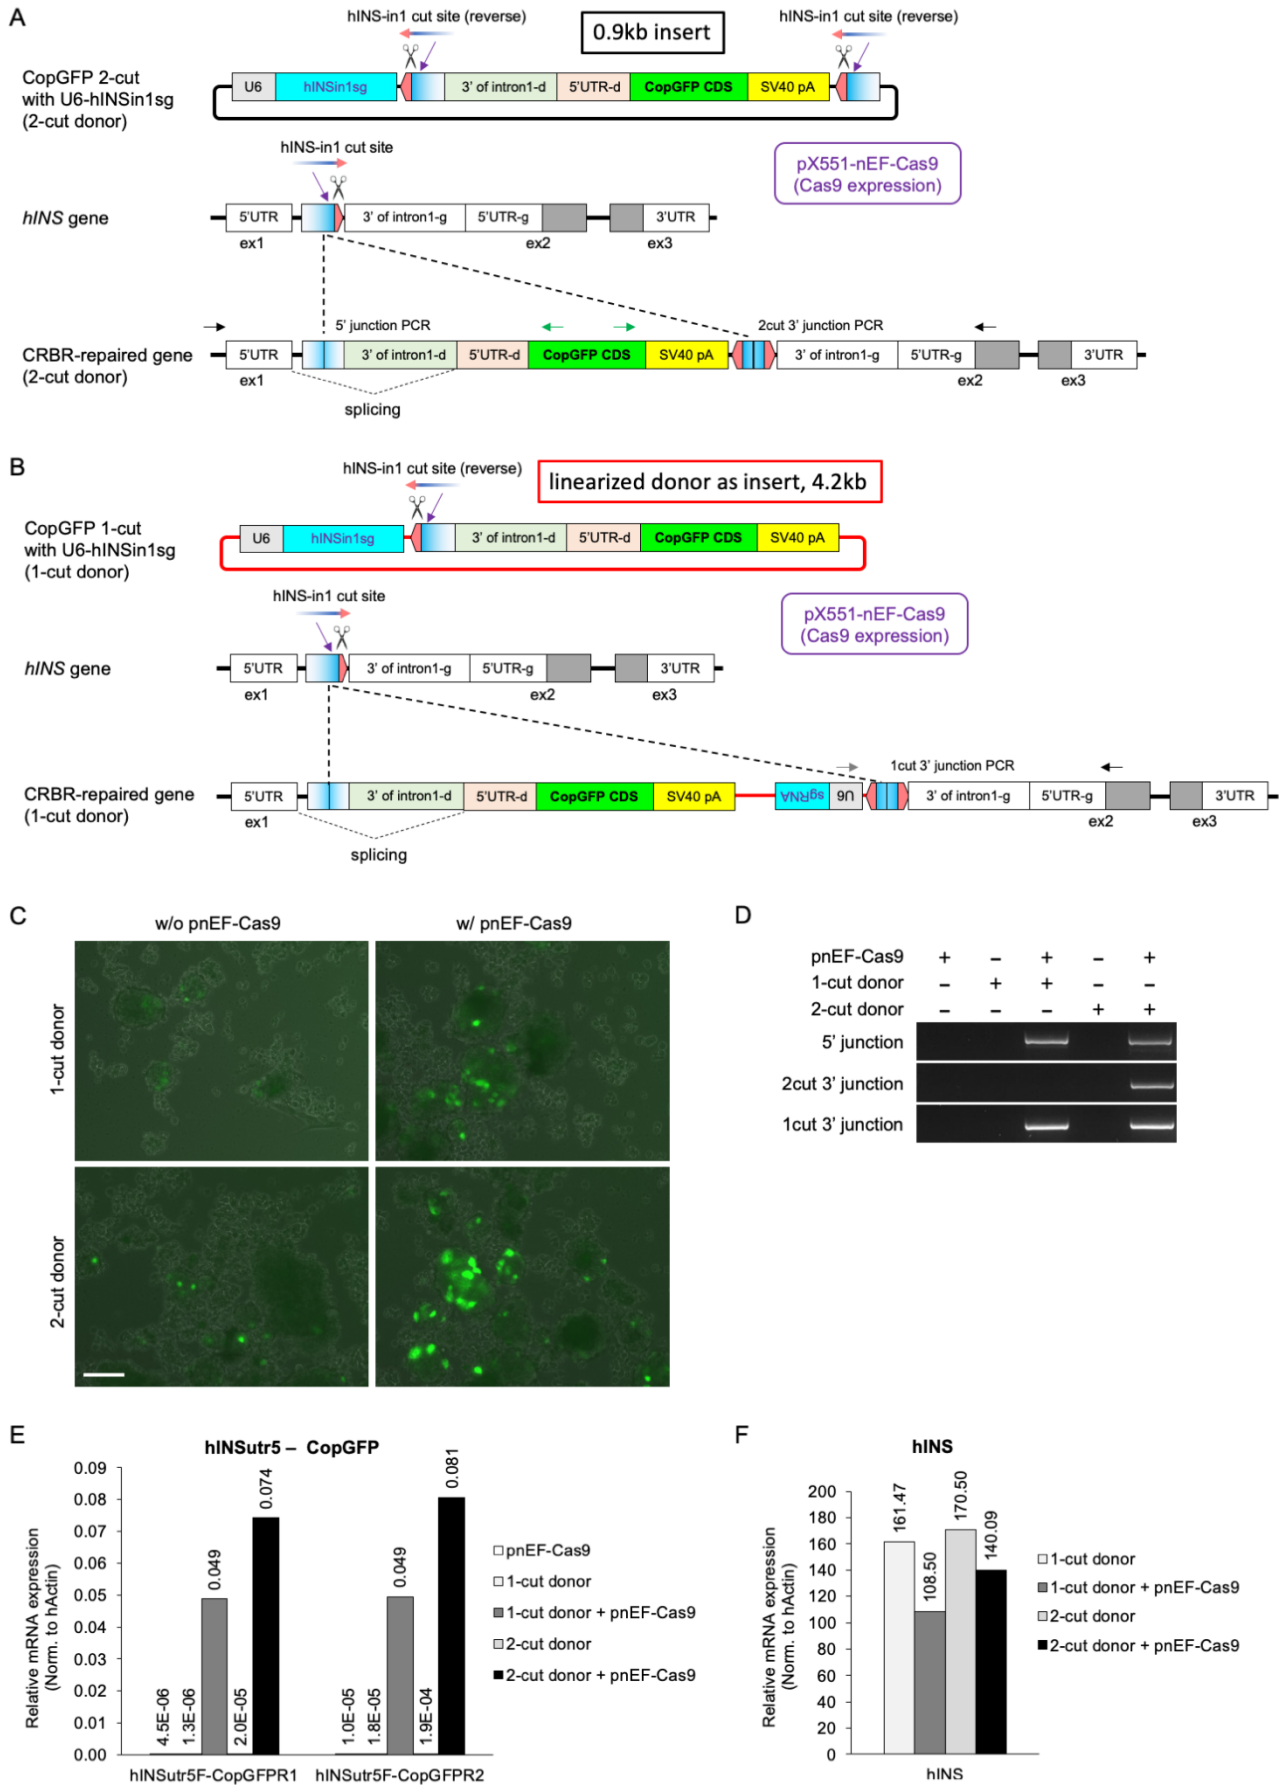 A
hINS-in1 cut site (reverse)
0.9kb insert
hINS-in1 cut site (reverse)
CopGFP 2-cut
with U6-hINSin1sg
(2-cut donor)
U6
hINSin1sg
3' of intron1-d
5'UTR-d
CopGFP CDS
SV40 pA
hINS-in1 cut site
pX551-nEF-Cas9
(Cas9 expression)
hINS gene
5'UTR
3' of intron1-g
5'UTR-g
3'UTR
ex1
ex2
ex3
5' junction PCR
2cut 3' junction PCR
CRBR-repaired gene
(2-cut donor)
5'UTR
3' of intron1-d
5'UTR-d
CopGFP CDS
SV40 pA
3' of intron1-g
5'UTR-g
3'UTR
ex1
ex2
ex3
splicing
B
hINS-in1 cut site (reverse)
linearized donor as insert, 4.2kb
CopGFP 1-cut
with U6-hINSin1sg
(1-cut donor)
U6
hINSin1sg
3' of intron1-d
5'UTR-d
CopGFP CDS
SV40 pA
hINS-in1 cut site
pX551-nEF-Cas9
(Cas9 expression)
hINS gene
5'UTR
3' of intron1-g
5'UTR-g
3'UTR
ex1
ex2
ex3
1cut 3' junction PCR
CRBR-repaired gene
(1-cut donor)
5'UTR
3' of intron1-d
5'UTR-d
CopGFP CDS
SV40 pA
sgRNA
U6
3' of intron1-g
5'UTR-g
3'UTR
ex1
ex2
ex3
splicing
C
w/o pnEF-Cas9
w/ pnEF-Cas9
1-cut donor
2-cut donor
D
pnEF-Cas9 + – + – +
1-cut donor – + + – –
2-cut donor – – – + +
5' junction
2cut 3' junction
1cut 3' junction
E
hINSutr5 – CopGFP
Relative mRNA expression
(Norm. to hActin)
0.09
0.08
0.07
0.06
0.05
0.04
0.03
0.02
0.01
0.00
4.5E-06
1.3E-06
0.049
2.0E-05
0.074
1.0E-05
1.8E-05
0.049
1.9E-04
0.081
hINSutr5F-CopGFPR1
hINSutr5F-CopGFPR2
pnEF-Cas9
1-cut donor
1-cut donor + pnEF-Cas9
2-cut donor
2-cut donor + pnEF-Cas9
F
hINS
Relative mRNA expression
(Norm. to hActin)
200
180
160
140
120
100
80
60
40
20
0
161.47
108.50
170.50
140.09
hINS
1-cut donor
1-cut donor + pnEF-Cas9
2-cut donor
2-cut donor + pnEF-Cas9